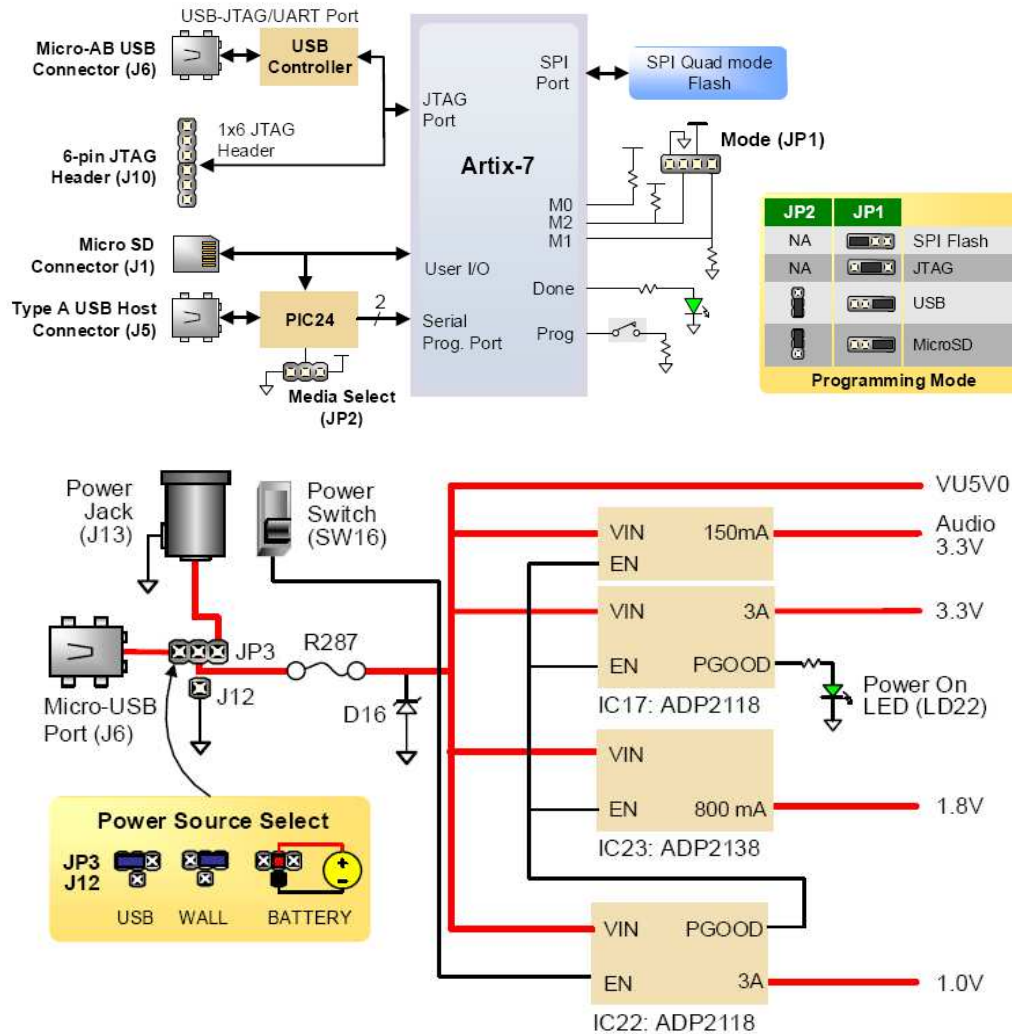 USB-JTAG/UART Port
Micro-AB USB
Connector (J6)
USB
Controller
1x6 JTAG
Header
6-pin JTAG
Header (J10)
Micro SD
Connector (J1)
Type A USB Host
Connector (J5)
PIC24
2
Media Select
(JP2)
JTAG
Port
SPI
Port
Artix-7
M0
M2
M1
User I/O
Done
Serial
Prog. Port
Prog
SPI Quad mode
Flash
Mode (JP1)
JP2 JP1
NA SPI Flash
NA JTAG
USB
MicroSD
Programming Mode
Power
Jack
(J13)
Power
Switch
(SW16)
JP3
R287
J12
Micro-USB
Port (J6)
D16
Power Source Select
JP3
J12
+
-
USB WALL BATTERY
VU5V0
VIN 150mA
EN
Audio
3.3V
VIN 3A
3.3V
EN PGOOD
IC17: ADP2118
Power On
LED (LD22)
VIN
EN 800 mA
1.8V
IC23: ADP2138
VIN PGOOD
EN 3A
1.0V
IC22: ADP2118